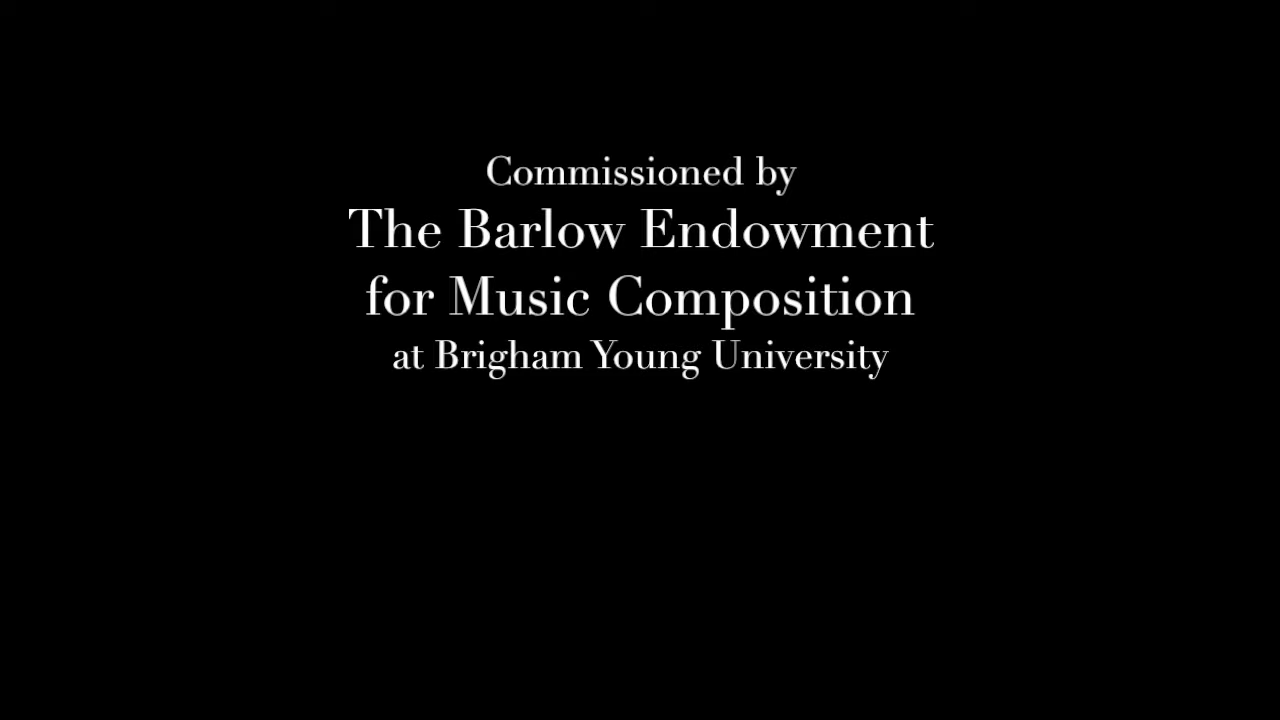 Commissioned by
The Barlow Endowment
for Music Composition
at Brigham Young University